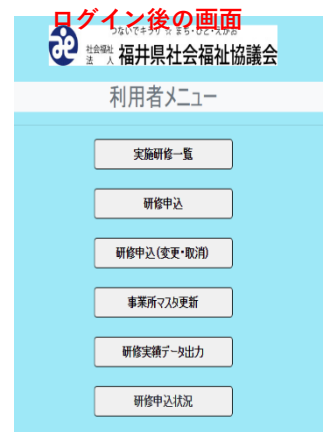 ログイン後の画面
つないでキラリ ☆ まち・ひと・えがお
社会福祉法人 福井県社会福祉協議会
利用者メニュー
実施研修一覧
研修申込
研修申込(変更・取消)
事業所マスタ更新
研修実績データ出力
研修申込状況